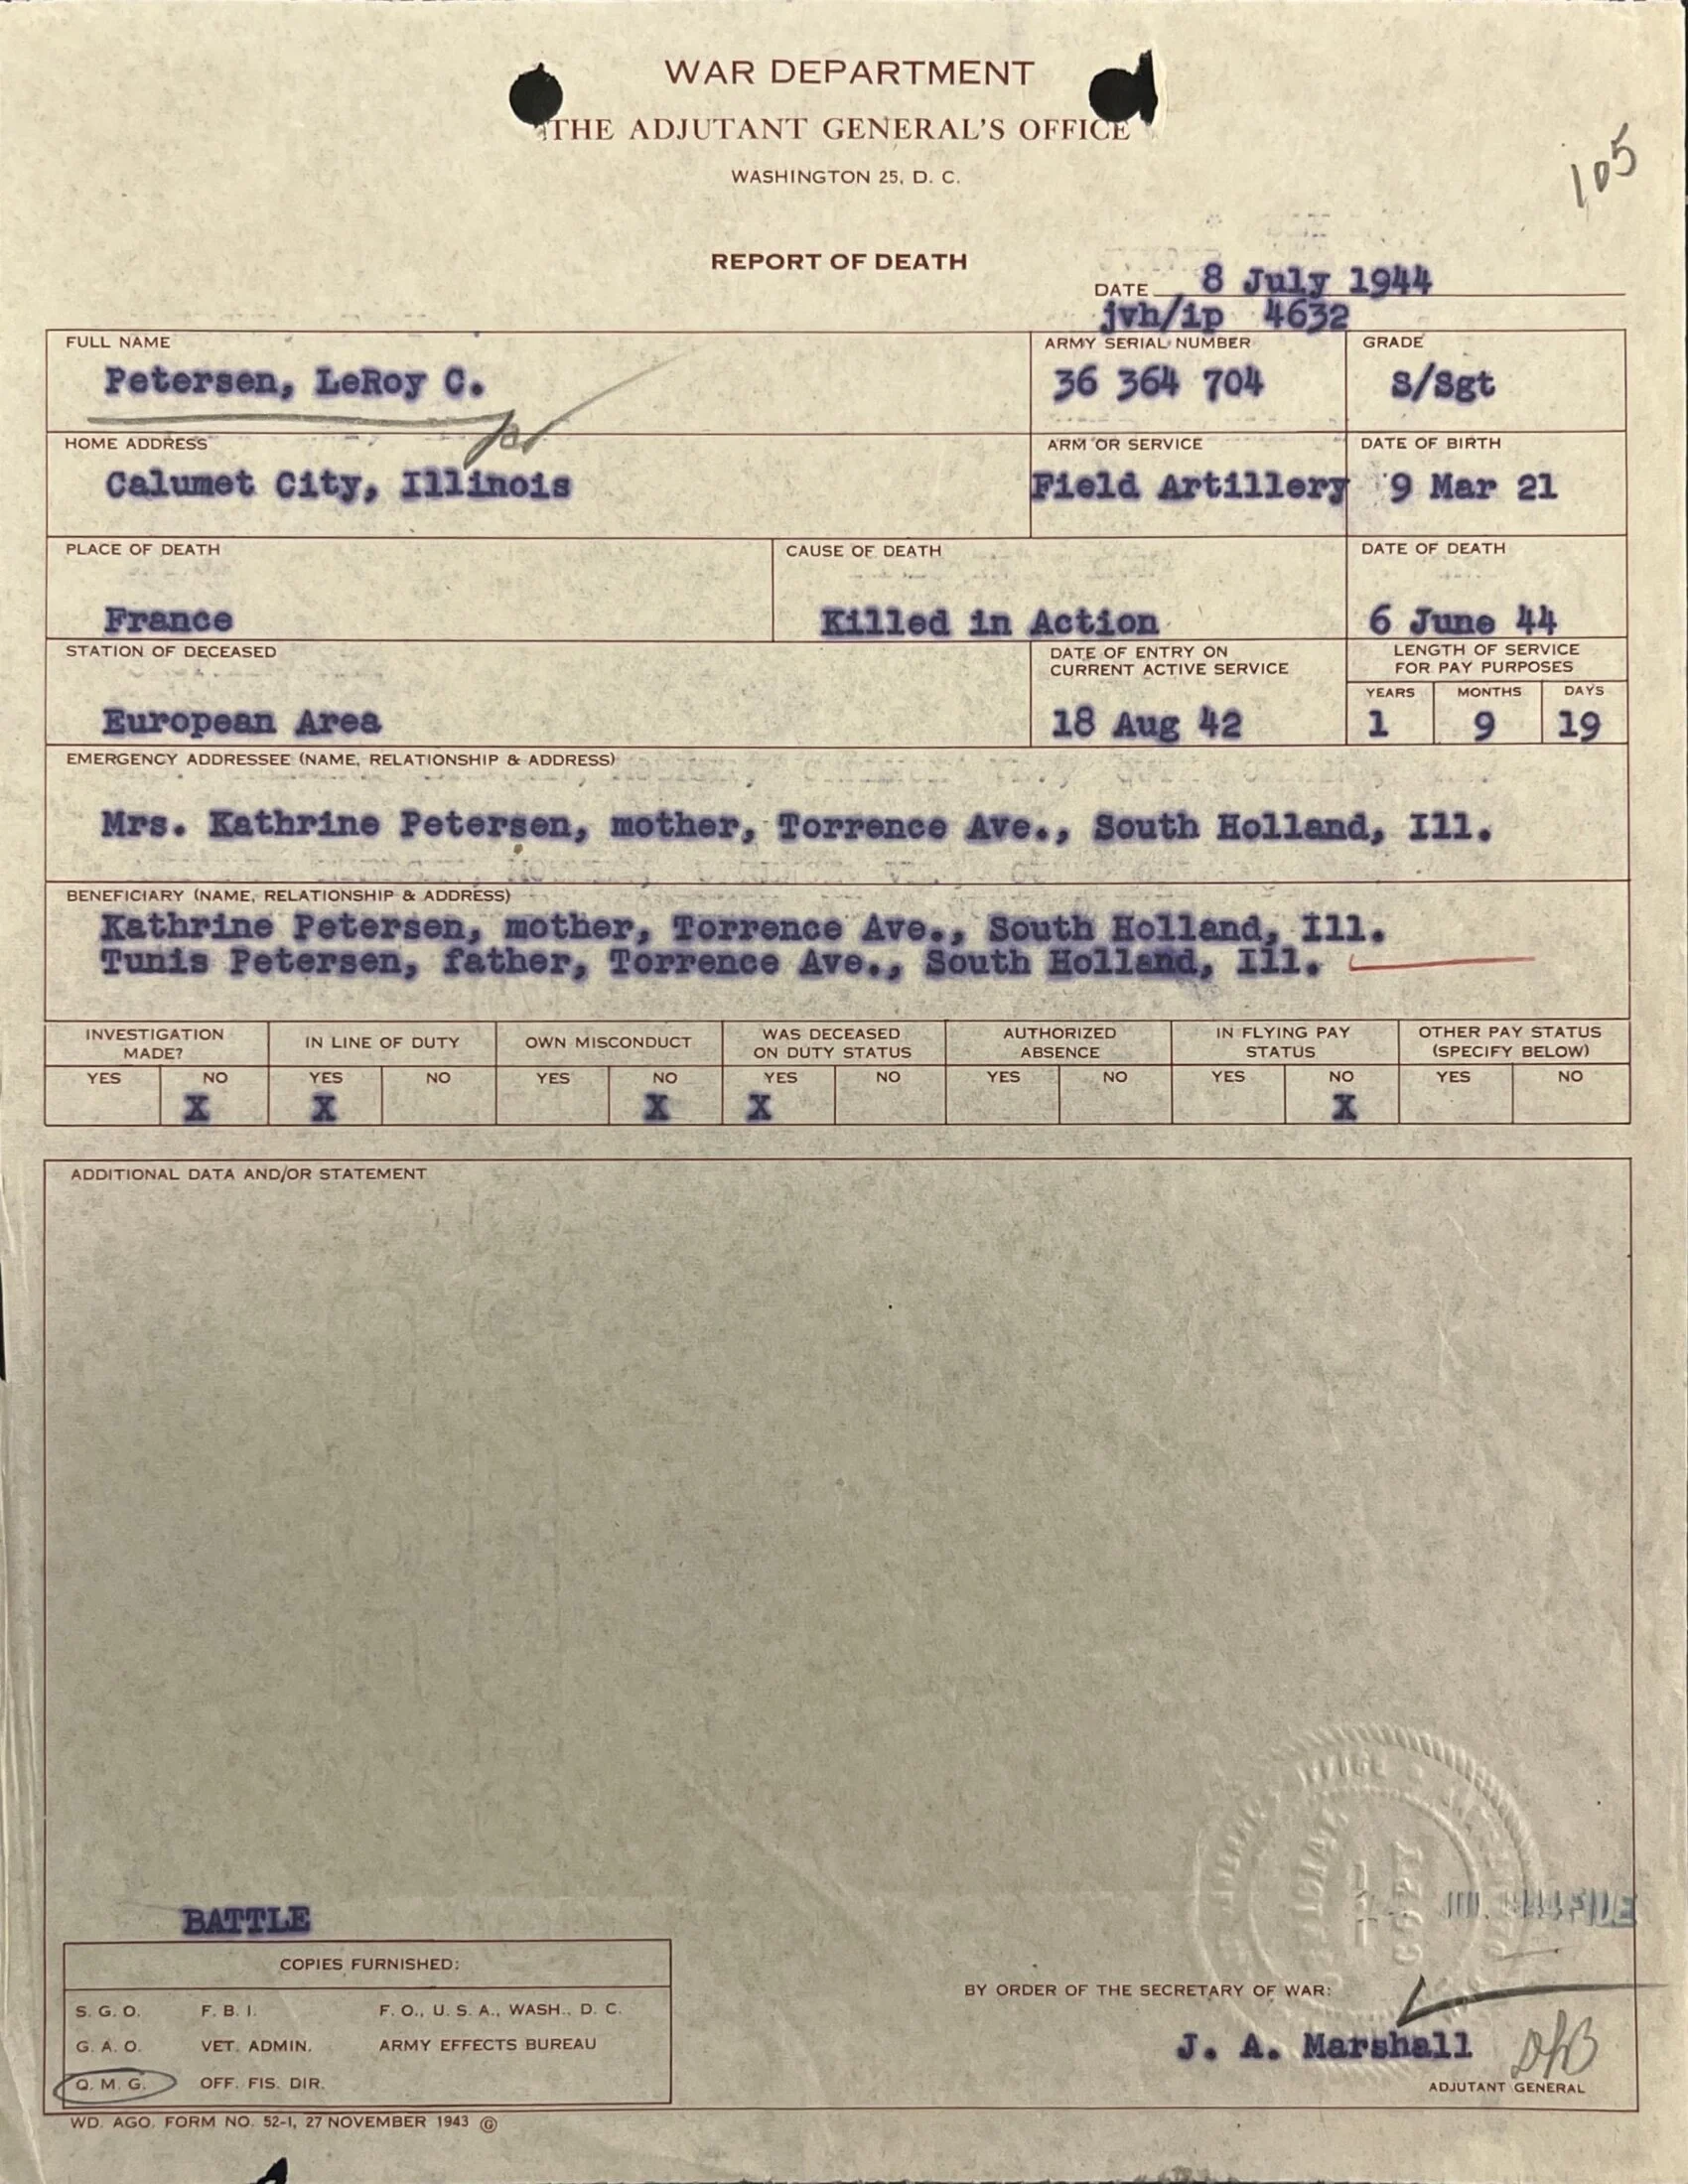 WAR DEPARTMENT
THE ADJUTANT GENERAL'S OFFICE
WASHINGTON 25, D. C.
105
REPORT OF DEATH
DATE 8 July 1944
jvh/ip 4632
FULL NAME ARMY SERIAL NUMBER GRADE
Petersen, LeRoy C. 36 364 704 S/Sgt
HOME ADDRESS ARM OR SERVICE DATE OF BIRTH
Calumet City, Illinois Field Artillery 9 Mar 21
PLACE OF DEATH CAUSE OF DEATH DATE OF DEATH
France Killed in Action 6 June 44
STATION OF DECEASED DATE OF ENTRY ON LENGTH OF SERVICE
CURRENT ACTIVE SERVICE FOR PAY PURPOSES
YEARS MONTHS DAYS
European Area 18 Aug 42 1 9 19
EMERGENCY ADDRESSEE (NAME, RELATIONSHIP & ADDRESS)
Mrs. Kathrine Petersen, mother, Torrence Ave., South Holland, Ill.
BENEFICIARY (NAME, RELATIONSHIP & ADDRESS)
Kathrine Petersen, mother, Torrence Ave., South Holland, Ill.
Tunis Petersen, father, Torrence Ave., South Holland, Ill.
INVESTIGATION IN LINE OF DUTY OWN MISCONDUCT WAS DECEASED AUTHORIZED IN FLYING PAY OTHER PAY STATUS
MADE? ON DUTY STATUS ABSENCE STATUS (SPECIFY BELOW)
YES NO YES NO YES NO YES NO YES NO YES NO YES NO
X X X X X
ADDITIONAL DATA AND/OR STATEMENT
OFFICIAL
COPY
FILE
BATTLE
COPIES FURNISHED:
BY ORDER OF THE SECRETARY OF WAR:
S. G. O. F. B. I. F. O., U. S. A., WASH., D. C.
G. A. O. VET. ADMIN. ARMY EFFECTS BUREAU
J. A. Marshall
Q. M. G. OFF. FIS. DIR.
ADJUTANT GENERAL
WD. AGO. FORM NO. 52-1, 27 NOVEMBER 1943 G